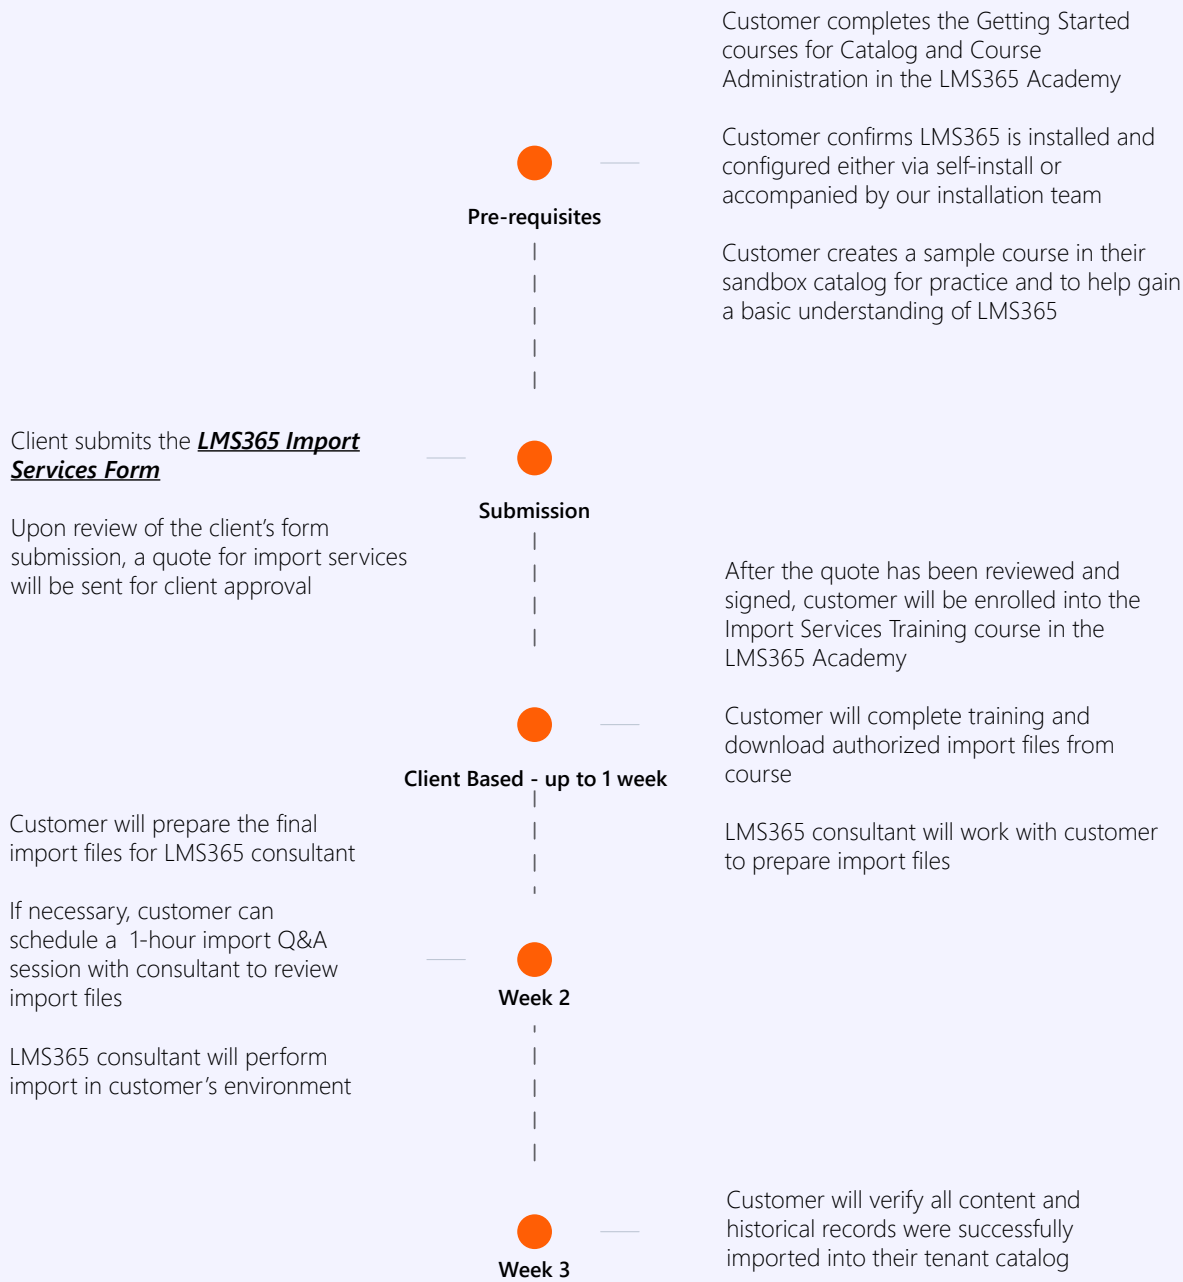 Customer completes the Getting Started
courses for Catalog and Course
Administration in the LMS365 Academy
Customer confirms LMS365 is installed and
configured either via self-install or
accompanied by our installation team
Customer creates a sample course in their
sandbox catalog for practice and to help gain
a basic understanding of LMS365
Pre-requisites
Client submits the LMS365 Import
Services Form
Upon review of the client's form
submission, a quote for import services
will be sent for client approval
Submission
After the quote has been reviewed and
signed, customer will be enrolled into the
Import Services Training course in the
LMS365 Academy
Customer will complete training and
download authorized import files from
course
LMS365 consultant will work with customer
to prepare import files
Client Based - up to 1 week
Customer will prepare the final
import files for LMS365 consultant
If necessary, customer can
schedule a 1-hour import Q&A
session with consultant to review
import files
LMS365 consultant will perform
import in customer's environment
Week 2
Customer will verify all content and
historical records were successfully
imported into their tenant catalog
Week 3